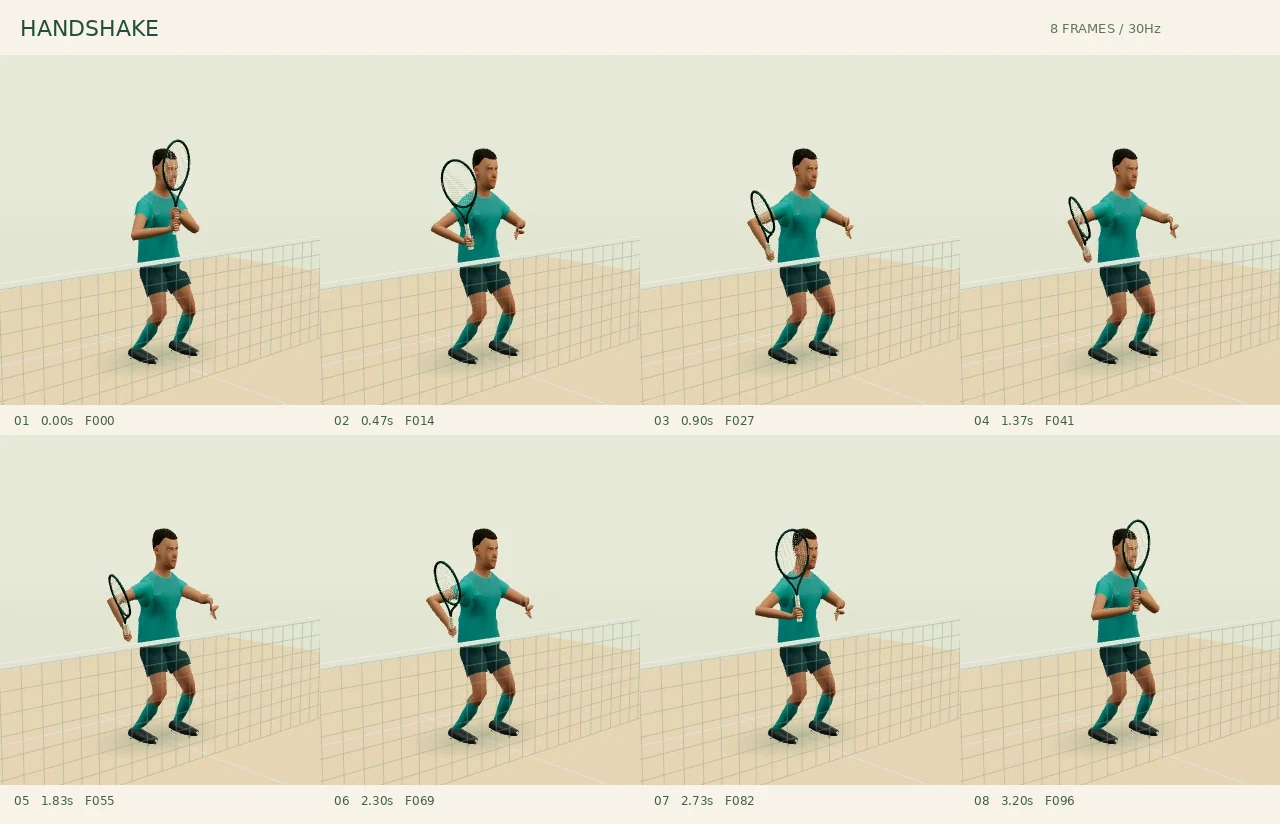 HANDSHAKE
8 FRAMES / 30Hz
01 0.00s F000
02 0.47s F014
03 0.90s F027
04 1.37s F041
05 1.83s F055
06 2.30s F069
07 2.73s F082
08 3.20s F096